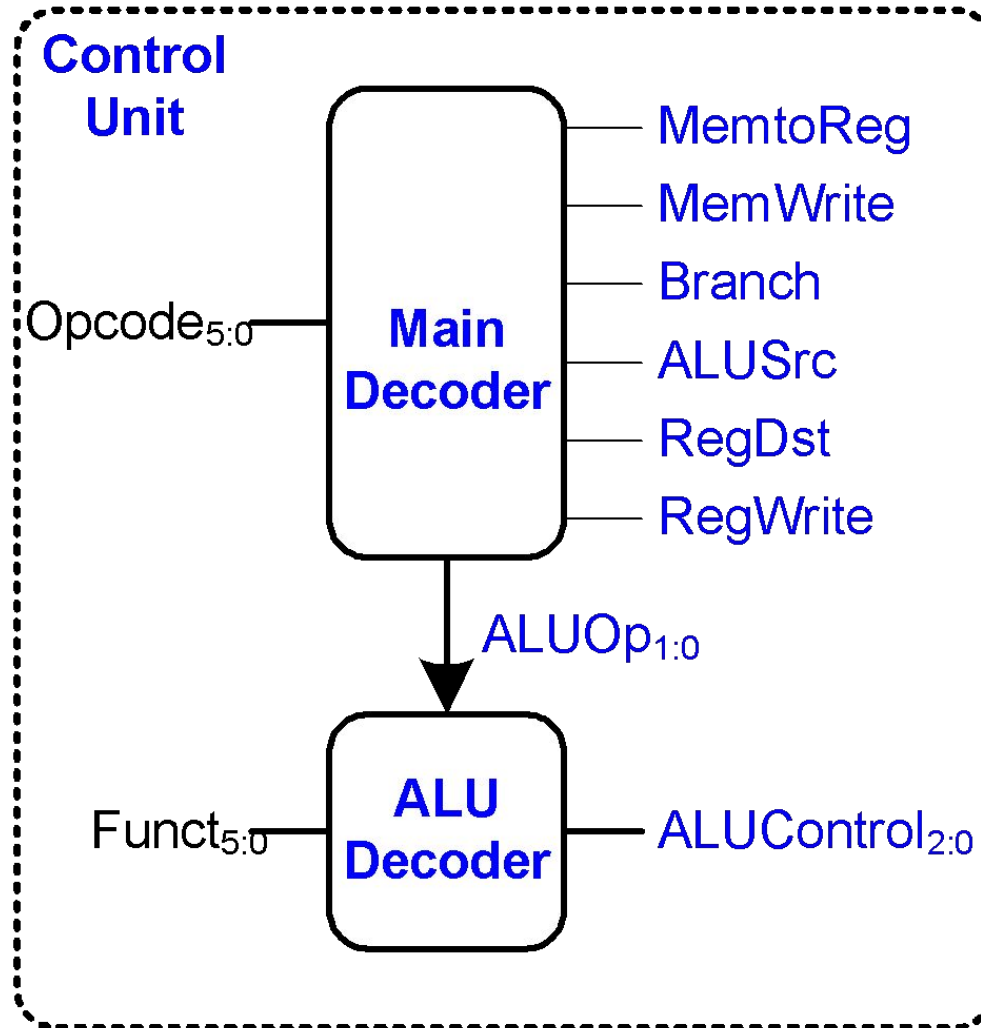 Control
Unit
MemtoReg
MemWrite
Branch
Opcode5:0
Main
Decoder
ALUSrc
RegDst
RegWrite
ALUOp1:0
ALU
Decoder
Funct5:0
ALUControl2:0